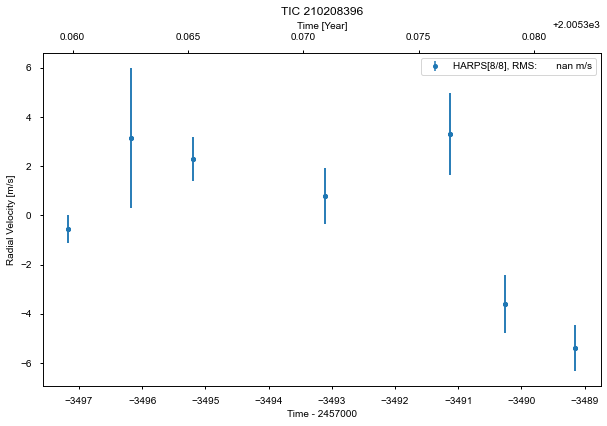 TIC 210208396
Time [Year]
+2.0053e3
0.060 0.065 0.070 0.075 0.080
HARPS[8/8], RMS: nan m/s
6
4
2
0
−2
−4
−6
Radial Velocity [m/s]
−3497 −3496 −3495 −3494 −3493 −3492 −3491 −3490 −3489
Time - 2457000